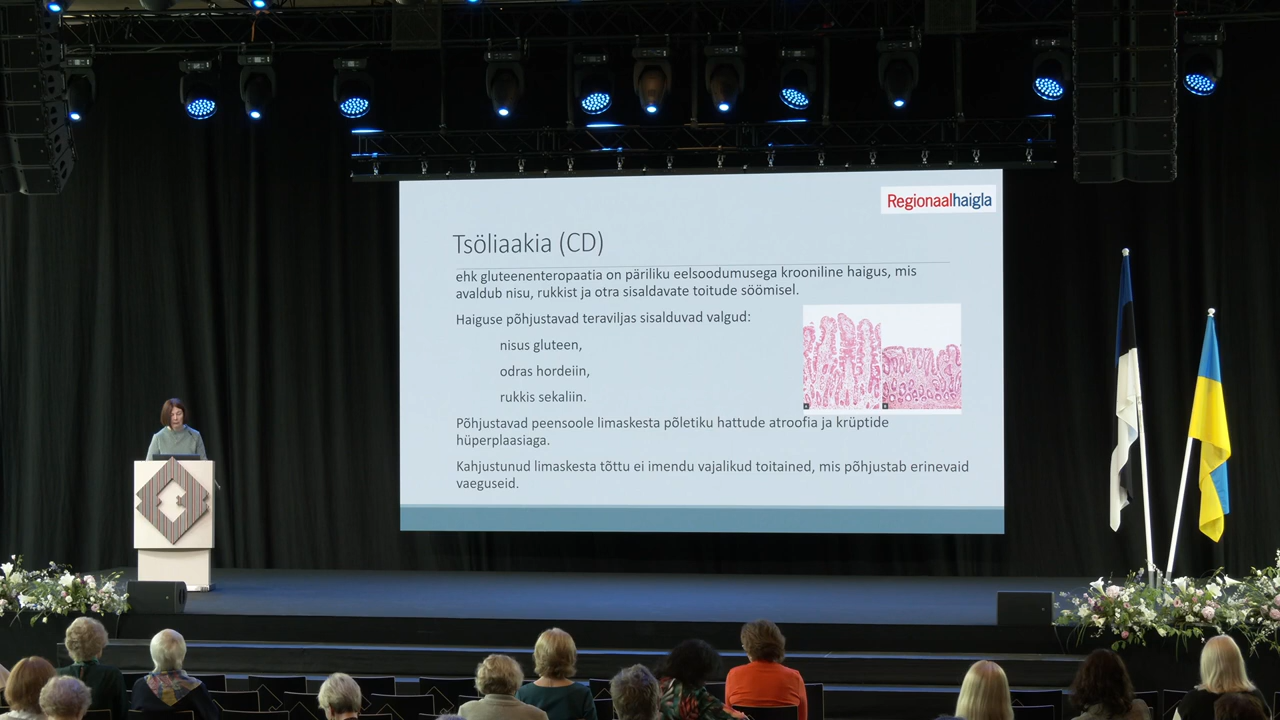 Regionaalhaigla
Tsöliaakia (CD)
ehk gluteenenteropaatia on päriliku eelsoodumusega krooniline haigus, mis
avaldub nisu, rukkist ja otra sisaldavate toitude söömisel.
Haiguse põhjustavad teraviljas sisalduvad valgud:
nisus gluteen,
odras hordeiin,
rukkis sekaliin.
Põhjustavad peensoole limaskesta põletiku hattude atroofia ja krüptide
hüperplaasiaga.
Kahjustunud limaskesta tõttu ei imendu vajalikud toitained, mis põhjustab erinevaid
vaeguseid.